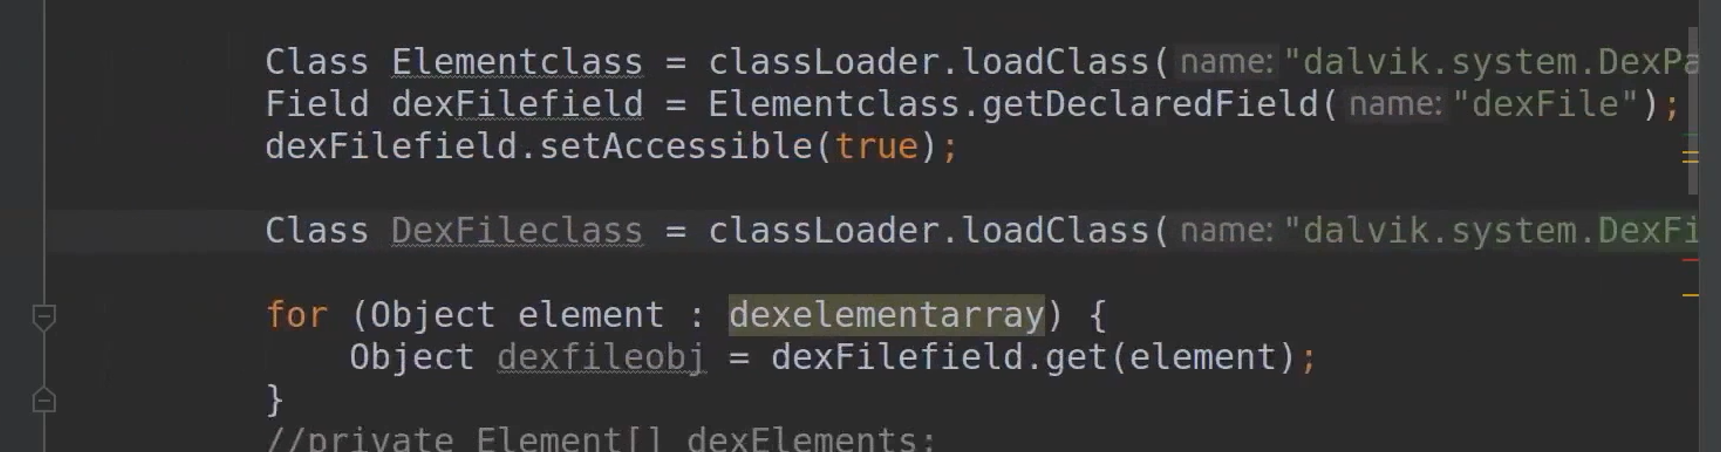 Class Elementclass = classLoader.loadClass( name: "dalvik.system.DexPa
Field dexFilefield = Elementclass.getDeclaredField( name: "dexFile");
dexFilefield.setAccessible(true);
Class DexFileclass = classLoader.loadClass( name: "dalvik.system.DexFi
for (Object element : dexelementarray) {
Object dexfileobj = dexFilefield.get(element);
}
//private Element[] dexElements;